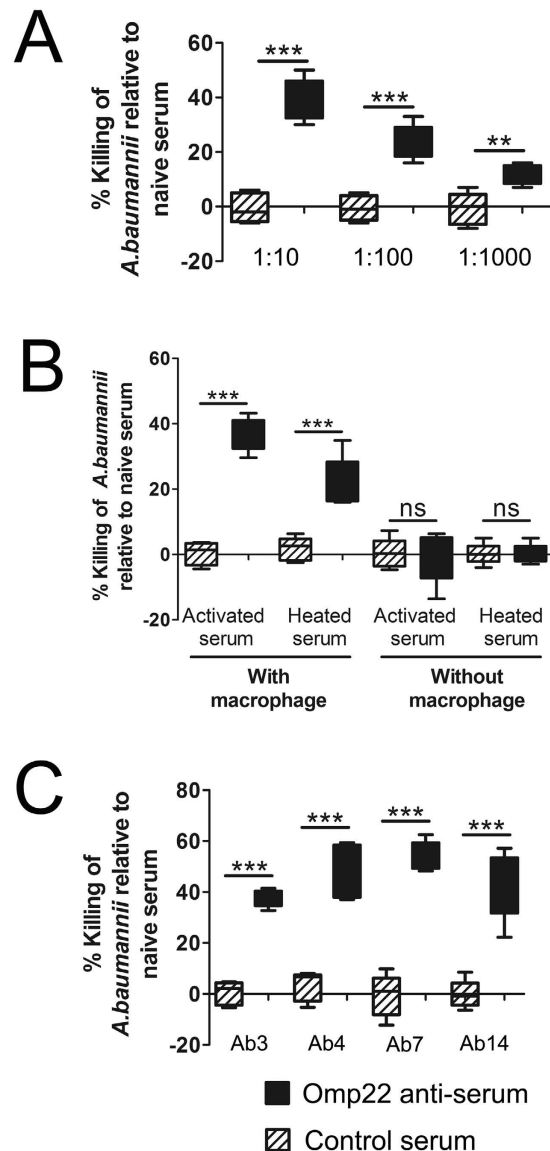 A
% Killing of
A.baumannii relative to
naive serum
60
40
20
0
-20
***
***
**
1:10 1:100 1:1000
B
% Killing of A.baumannii
relative to naive serum
60
40
20
0
-20
***
***
ns
ns
Activated serum
Heated serum
Activated serum
Heated serum
With macrophage
Without macrophage
C
% Killing of
A.baumannii relative to
naive serum
80
60
40
20
0
-20
***
***
***
***
Ab3 Ab4 Ab7 Ab14
Omp22 anti-serum
Control serum